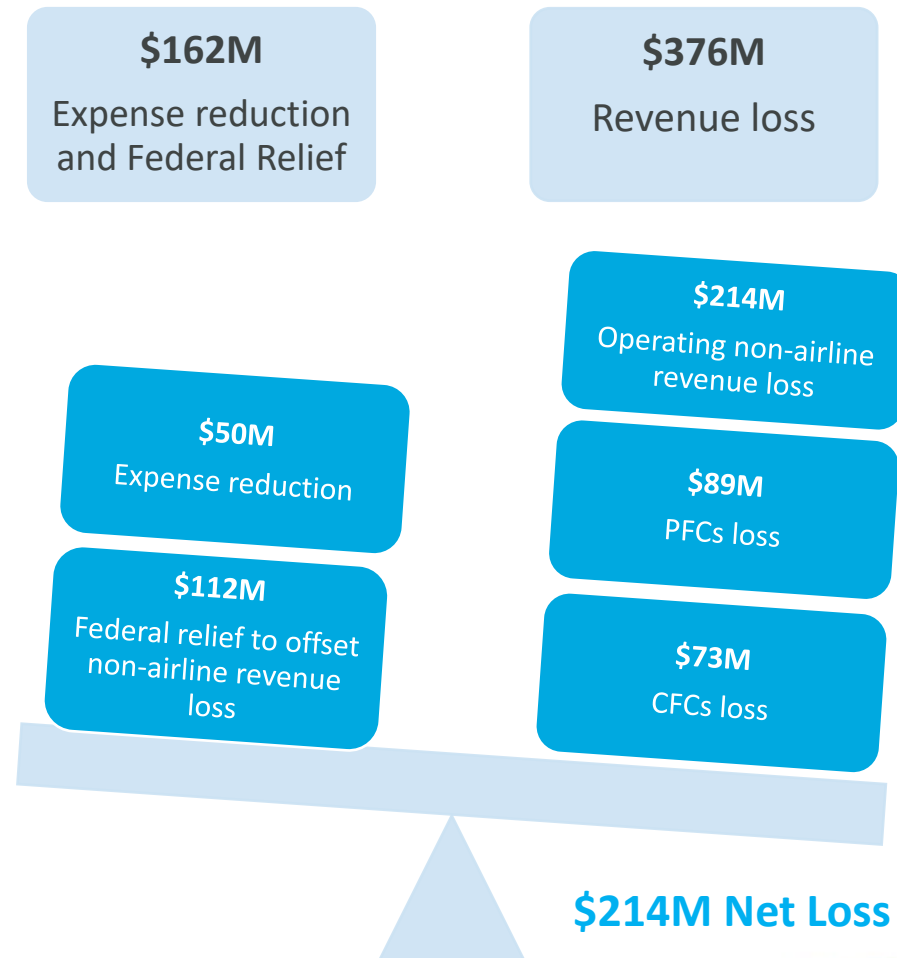 $162M
Expense reduction
and Federal Relief
$376M
Revenue loss
$50M
Expense reduction
$112M
Federal relief to offset
non-airline revenue
loss
$214M
Operating non-airline
revenue loss
$89M
PFCs loss
$73M
CFCs loss
$214M Net Loss